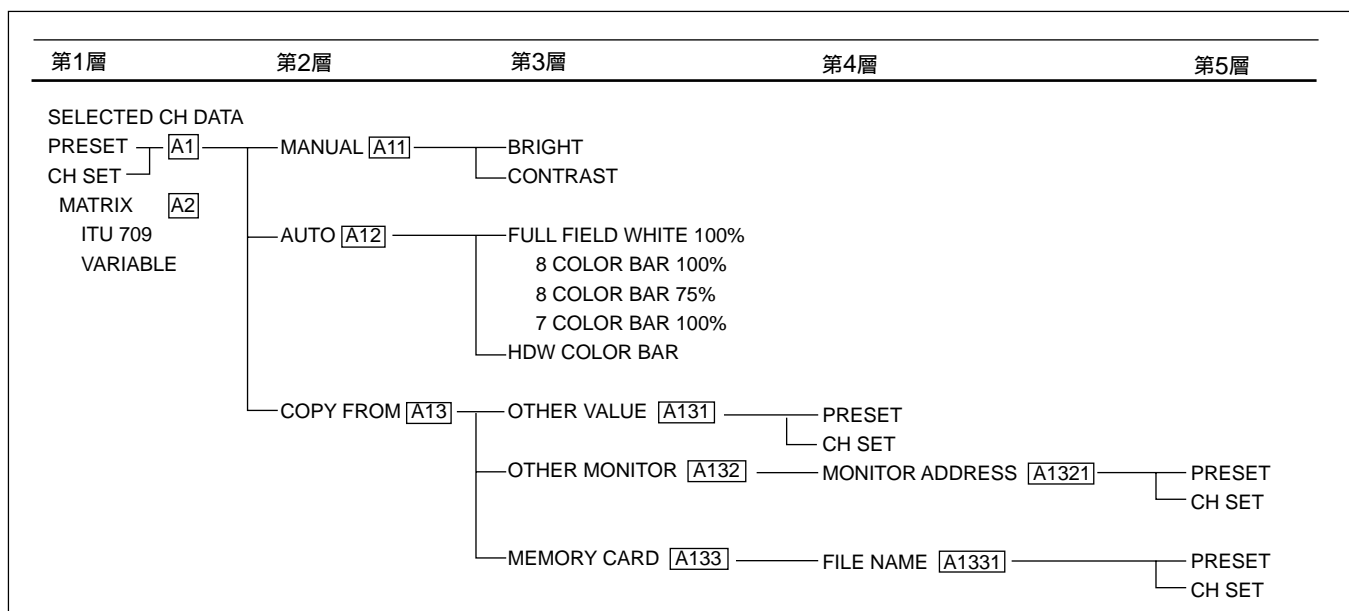 第1層 第2層 第3層 第4層 第5層
SELECTED CH DATA
PRESET A1 MANUAL A11 BRIGHT
CH SET CONTRAST
MATRIX A2
ITU 709 AUTO A12 FULL FIELD WHITE 100%
VARIABLE 8 COLOR BAR 100%
8 COLOR BAR 75%
7 COLOR BAR 100%
HDW COLOR BAR
COPY FROM A13 OTHER VALUE A131 PRESET
CH SET
OTHER MONITOR A132 MONITOR ADDRESS A1321 PRESET
CH SET
MEMORY CARD A133 FILE NAME A1331 PRESET
CH SET